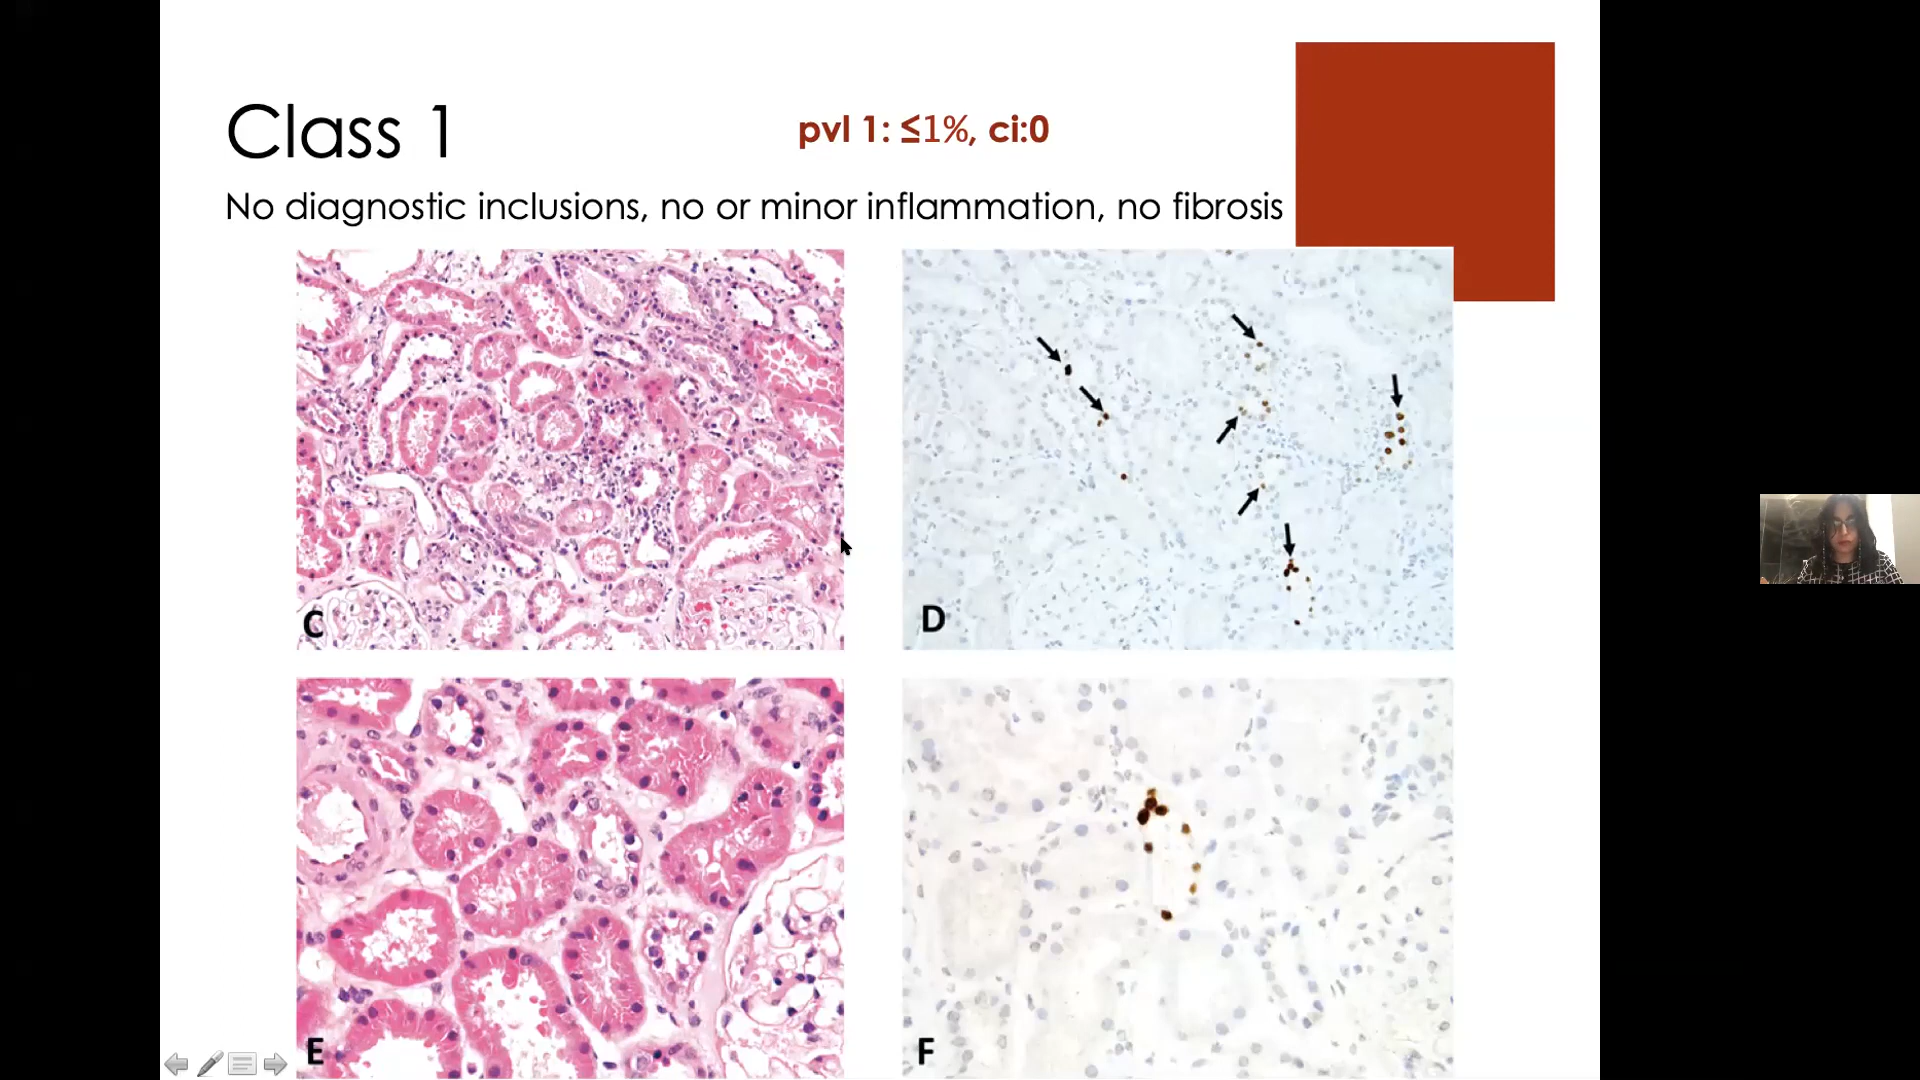 Class 1
pvl 1: ≤1%, ci:0
No diagnostic inclusions, no or minor inflammation, no fibrosis
C
D
E
F